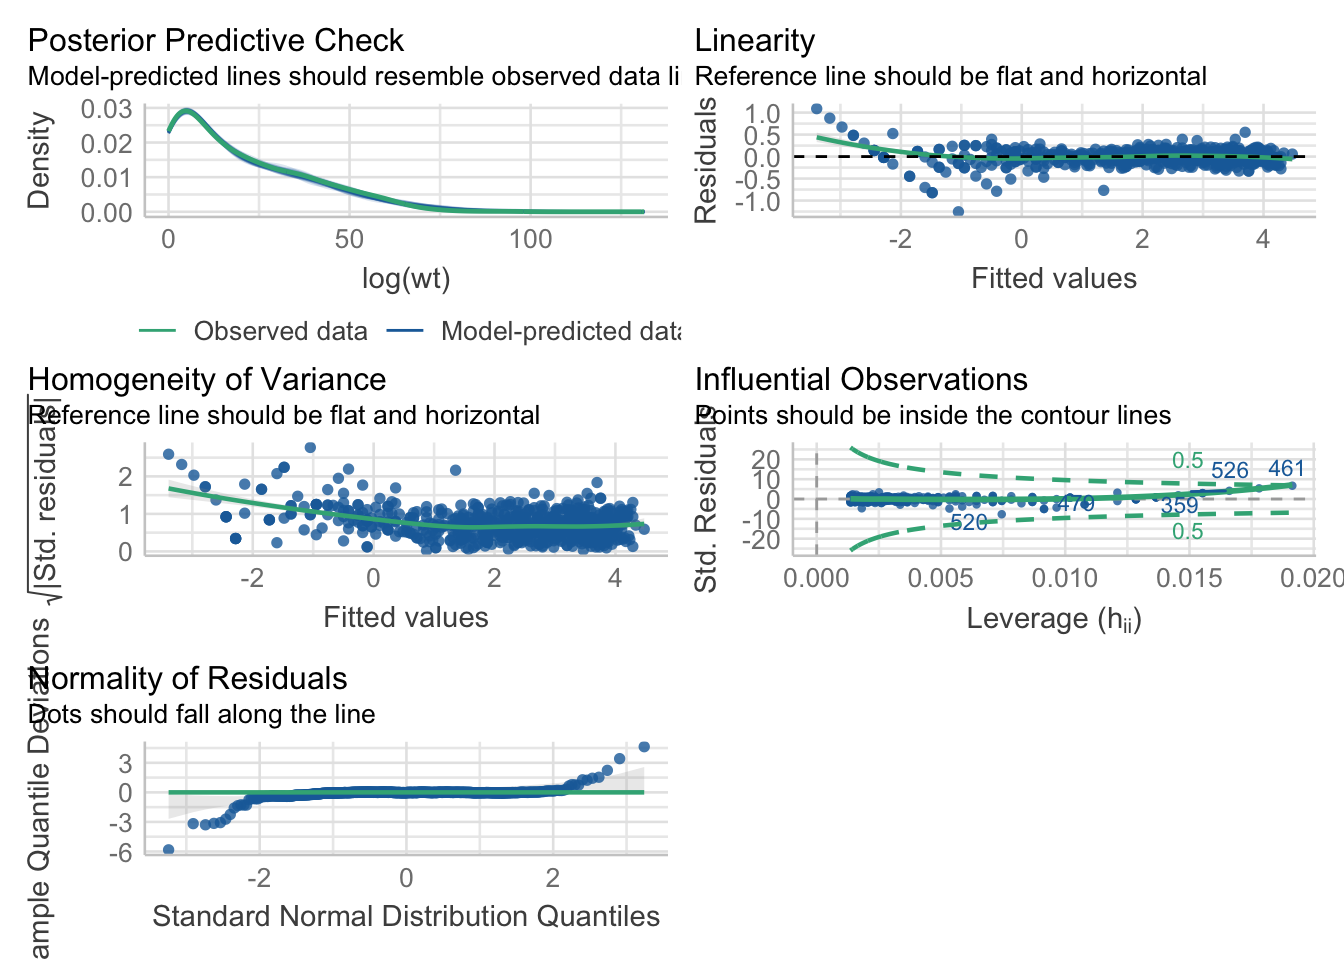 Posterior Predictive Check
Model-predicted lines should resemble observed data li
Density
0.03
0.02
0.01
0.00
0
50
100
log(wt)
Observed data
Model-predicted data
Linearity
Reference line should be flat and horizontal
Residuals
1.0
0.5
0.0
-0.5
-1.0
-2
0
2
4
Fitted values
Homogeneity of Variance
Reference line should be flat and horizontal
√|Std. residuals|
2
1
0
-2
0
2
4
Fitted values
Influential Observations
Points should be inside the contour lines
Std. Residuals
20
10
0
-10
-20
0.5
526
461
479
359
520
0.5
0.000
0.005
0.010
0.015
0.020
Leverage (hii)
Normality of Residuals
Dots should fall along the line
ample Quantile Deviations
3
0
-3
-6
-2
0
2
Standard Normal Distribution Quantiles